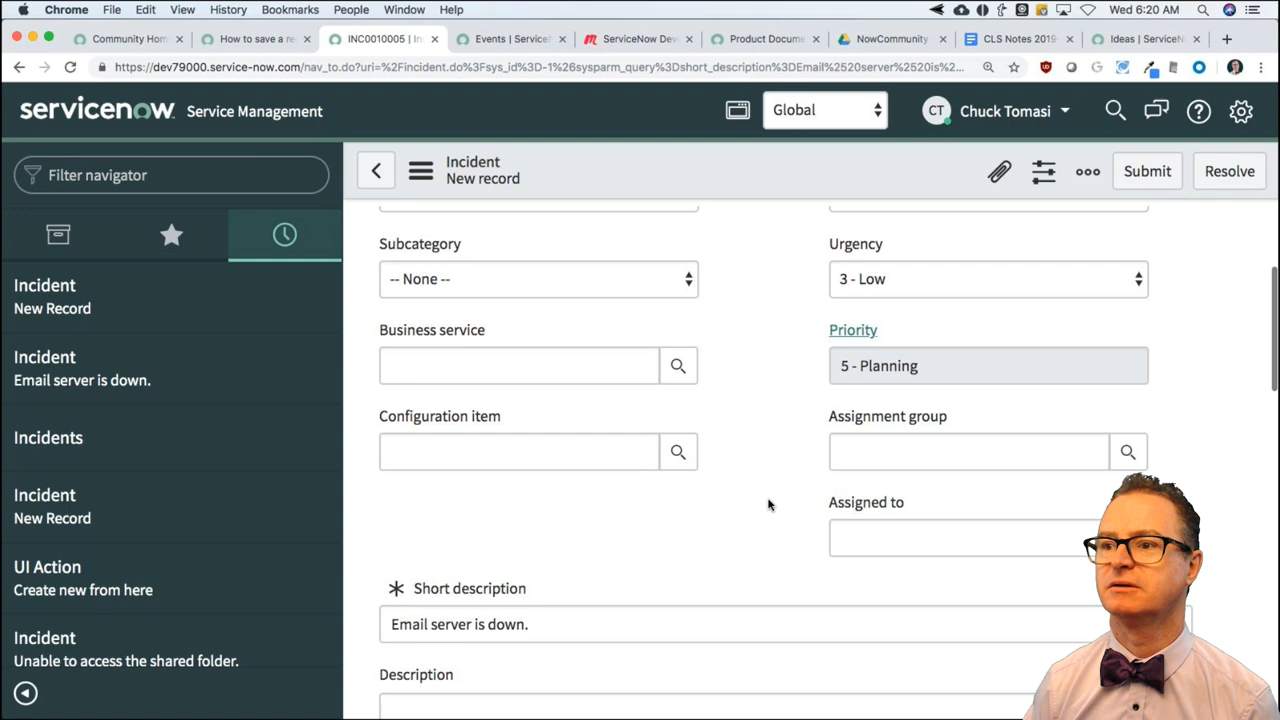 Chrome File Edit View History Bookmarks People Window Help Wed 6:20 AM
Community Hom
How to save a re
INC0010005 | In
Events | ServiceN
ServiceNow Dev
Product Docume
NowCommunity
CLS Notes 2019
Ideas | ServiceN
https://dev79000.service-now.com/nav_to.do?uri=%2Fincident.do%3Fsys_id%3D-1%26sysparm_query%3Dshort_description%3DEmail%2520server%2520is%2...
servicenow Service Management
Global
CT Chuck Tomasi
Filter navigator
Incident
New record
Submit
Resolve
Incident
New Record
Incident
Email server is down.
Incidents
Incident
New Record
UI Action
Create new from here
Incident
Unable to access the shared folder.
Subcategory
-- None --
Urgency
3 - Low
Business service
Priority
5 - Planning
Configuration item
Assignment group
Assigned to
Short description
Email server is down.
Description